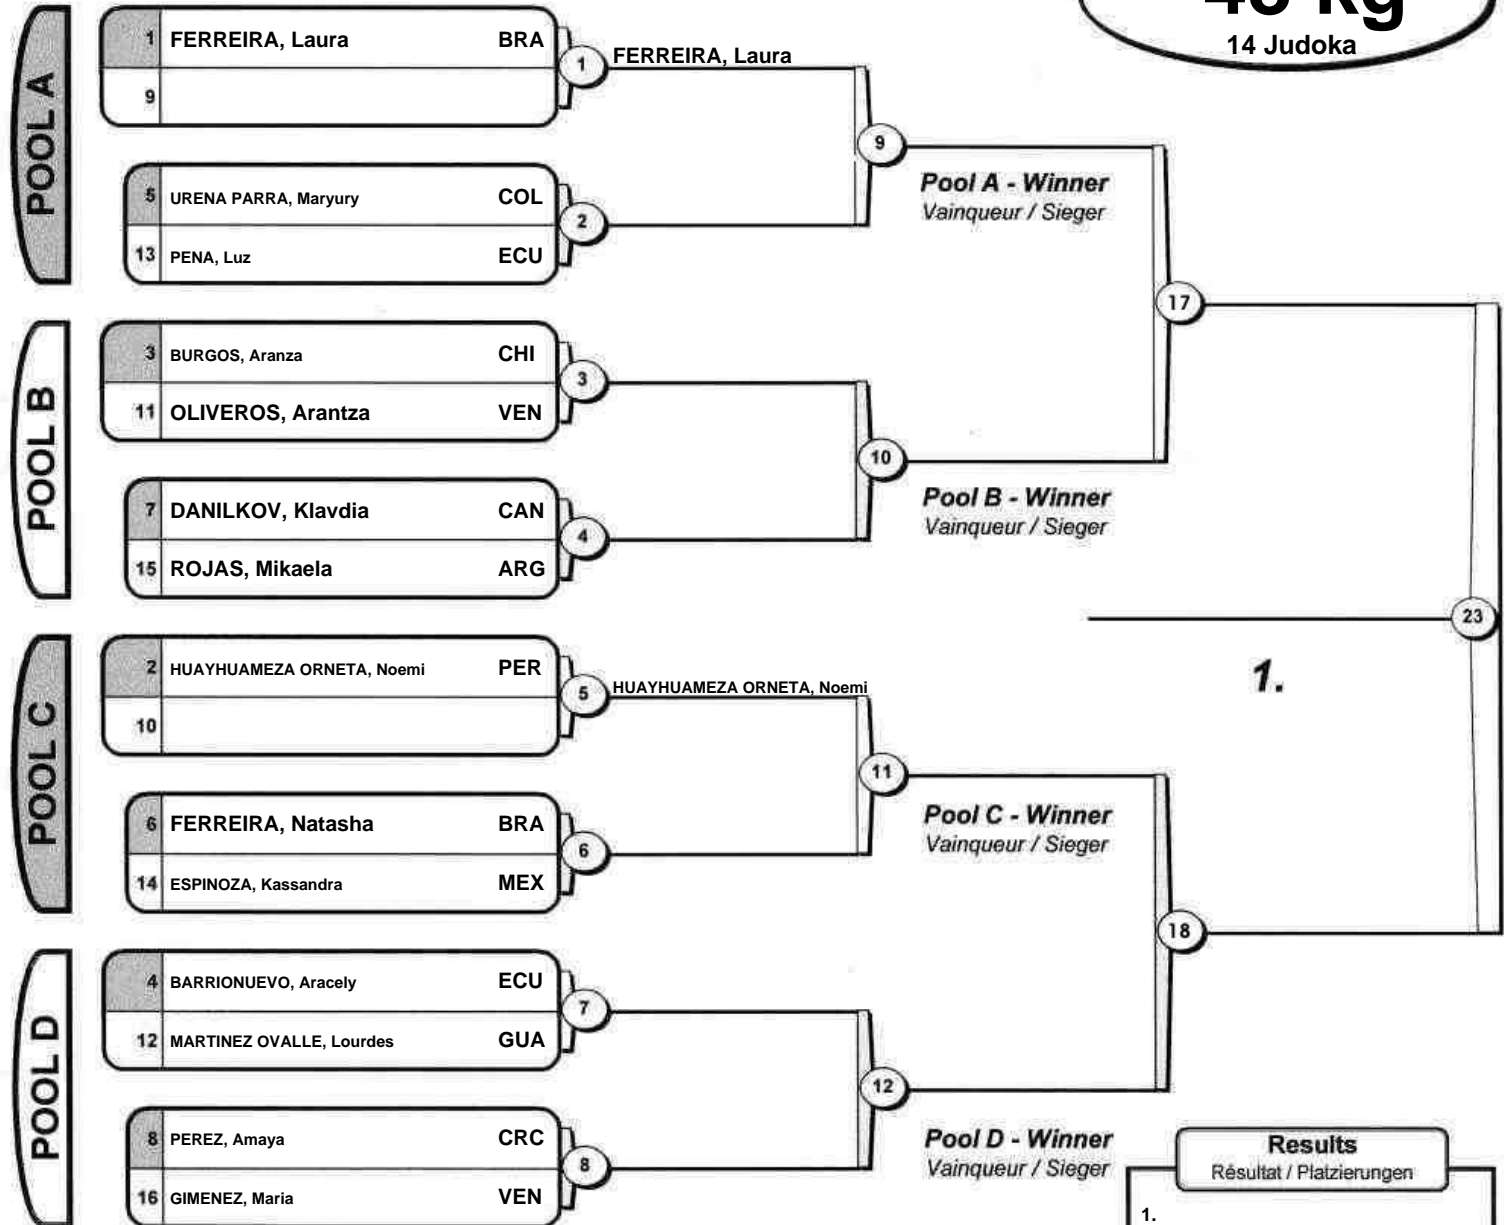 48 kg
14 Judoka
POOL A
1 FERREIRA, Laura BRA
9
1 FERREIRA, Laura
5 URENA PARRA, Maryury COL
13 PENA, Luz ECU
2
9
Pool A - Winner
Vainqueur / Sieger
POOL B
3 BURGOS, Aranza CHI
11 OLIVEROS, Arantza VEN
3
7 DANILKOV, Klavdia CAN
15 ROJAS, Mikaela ARG
4
10
Pool B - Winner
Vainqueur / Sieger
17
POOL C
2 HUAYHUAMEZA ORNETA, Noemi PER
10
5 HUAYHUAMEZA ORNETA, Noemi
6 FERREIRA, Natasha BRA
14 ESPINOZA, Kassandra MEX
6
11
Pool C - Winner
Vainqueur / Sieger
23
1.
POOL D
4 BARRIONUEVO, Aracely ECU
12 MARTINEZ OVALLE, Lourdes GUA
7
8 PEREZ, Amaya CRC
16 GIMENEZ, Maria VEN
8
12
Pool D - Winner
Vainqueur / Sieger
18
Results
Résultat / Platzierungen
1.